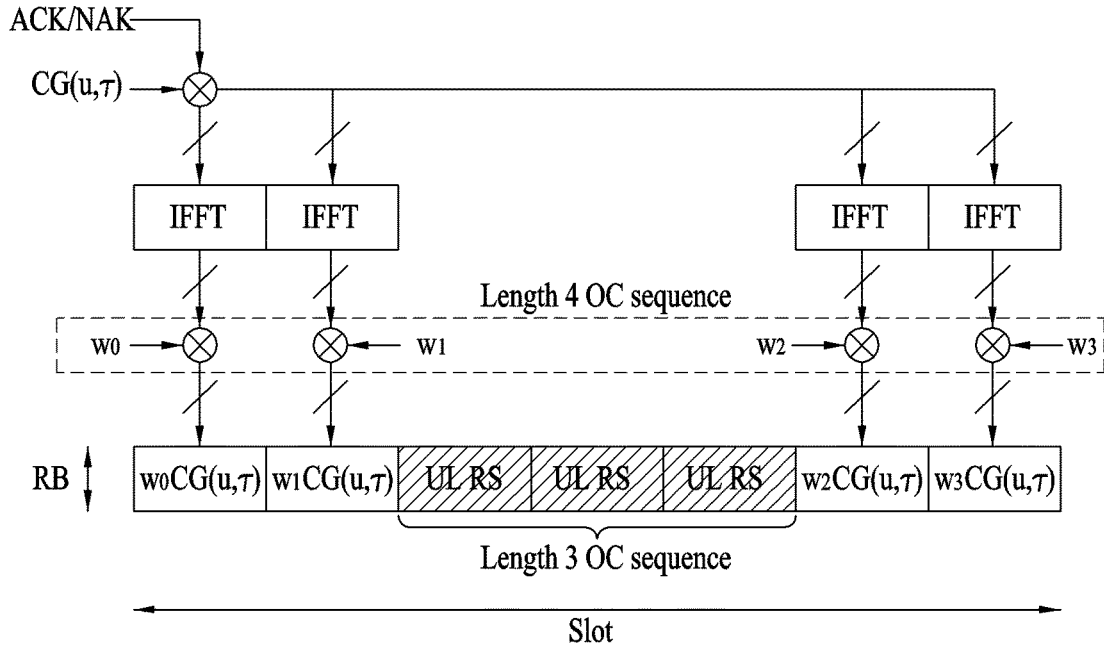 ACK/NAK
CG(u,τ)
IFFT IFFT IFFT IFFT
Length 4 OC sequence
w0 w1 w2 w3
RB w0CG(u,τ) w1CG(u,τ) UL RS UL RS UL RS w2CG(u,τ) w3CG(u,τ)
Length 3 OC sequence
Slot